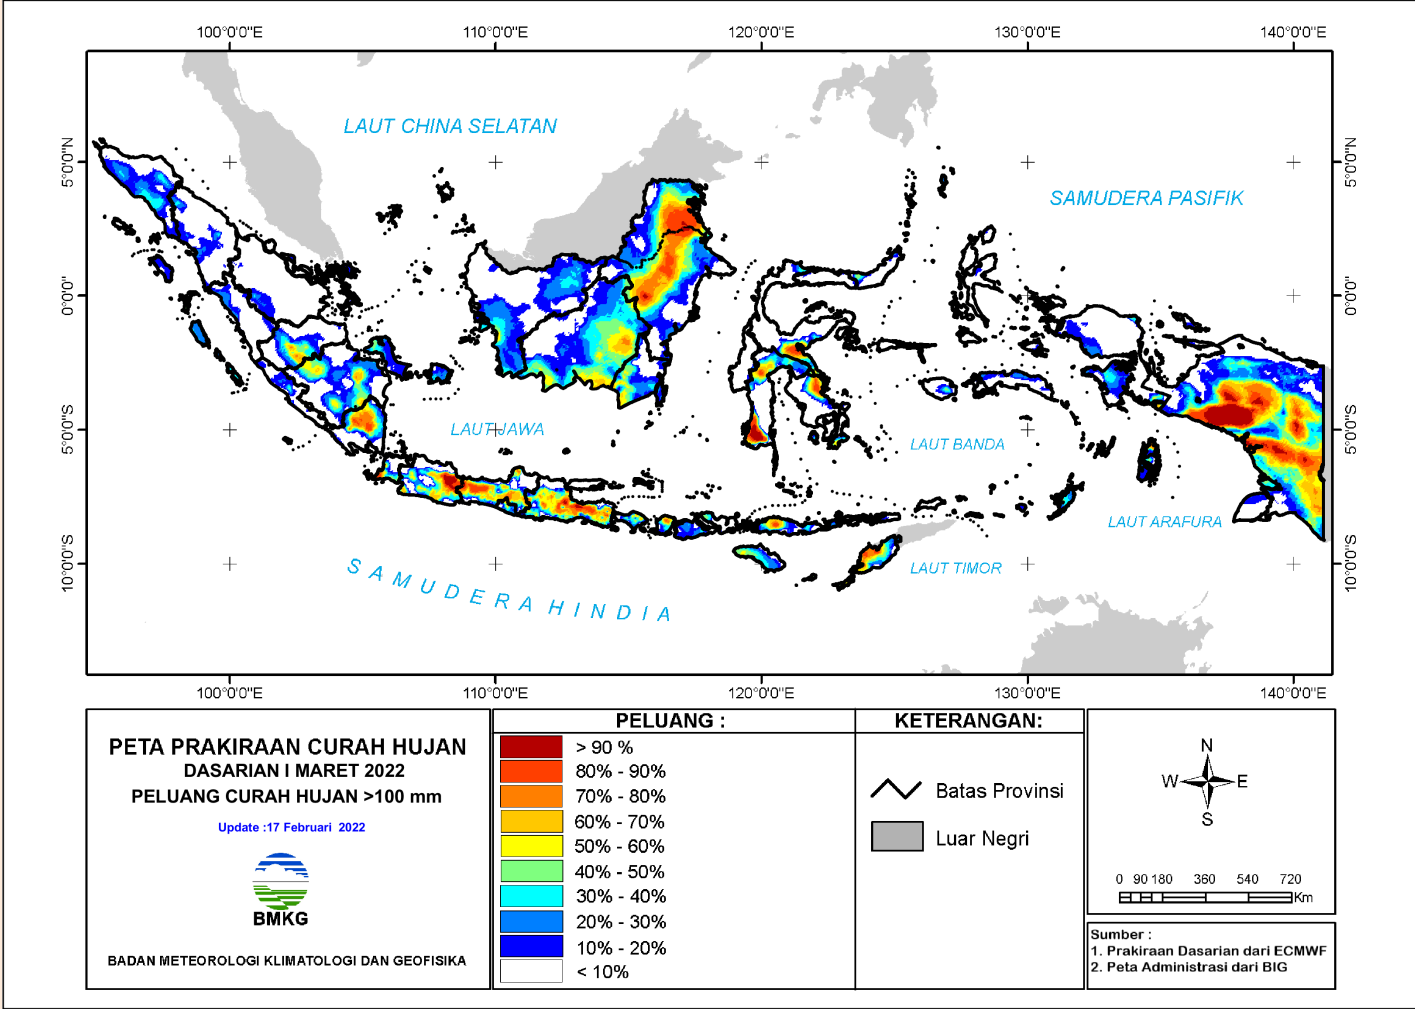 100°0'0"E 110°0'0"E 120°0'0"E 130°0'0"E 140°0'0"E
5°0'0"N 5°0'0"N
0°0'0" 0°0'0"
5°0'0"S 5°0'0"S
10°0'0"S 10°0'0"S
LAUT CHINA SELATAN
SAMUDERA PASIFIK
LAUT JAWA
LAUT BANDA
LAUT ARAFURA
LAUT TIMOR
SAMUDERA HINDIA
100°0'0"E 110°0'0"E 120°0'0"E 130°0'0"E 140°0'0"E
PETA PRAKIRAAN CURAH HUJAN
DASARIAN I MARET 2022
PELUANG CURAH HUJAN >100 mm
Update :17 Februari 2022
BMKG
BADAN METEOROLOGI KLIMATOLOGI DAN GEOFISIKA
PELUANG :
> 90 %
80% - 90%
70% - 80%
60% - 70%
50% - 60%
40% - 50%
30% - 40%
20% - 30%
10% - 20%
< 10%
KETERANGAN:
Batas Provinsi
Luar Negri
N
W E
S
0 90 180 360 540 720
Km
Sumber :
1. Prakiraan Dasarian dari ECMWF
2. Peta Administrasi dari BIG